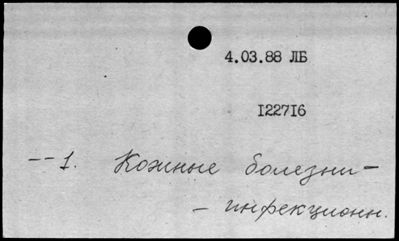 4.03.88 ЛБ
122716
--1. Кожные болезни-
- инфекционн.